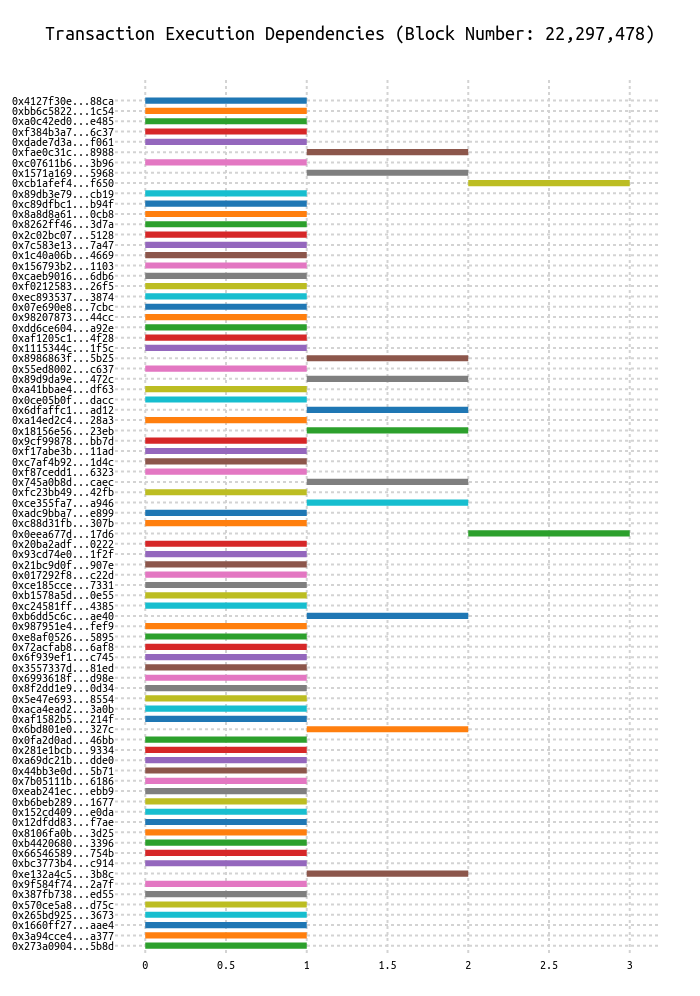 Transaction Execution Dependencies (Block Number: 22,297,478)
0x4127f30e...88ca
0xbb6c5822...1c54
0xa0c42ed0...e485
0xf384b3a7...6c37
0xdade7d3a...f061
0xfae0c31c...8988
0xc07611b6...3b96
0x1571a169...5968
0xcb1afef4...f650
0x89db3e79...cb19
0xc89dfbc1...b94f
0x8a8d8a61...0cb8
0x8262ff46...3d7a
0x2c02bc07...5128
0x7c583e13...7a47
0x1c40a06b...4669
0x156793b2...1103
0xcaeb9016...6db6
0xf0212583...26f5
0xec893537...3874
0x07e690e8...7cbc
0x98207873...44cc
0xdd6ce604...a92e
0xaf1205c1...4f28
0x1115344c...1f5c
0x8986863f...5b25
0x55ed8002...c637
0x89d9da9e...472c
0xa41bbae4...df63
0x0ce05b0f...dacc
0x6dfaffc1...ad12
0xa14ed2c4...28a3
0x18156e56...23eb
0x9cf99878...bb7d
0xf17abe3b...11ad
0xc7af4b92...1d4c
0xf87cedd1...6323
0x745a0b8d...caec
0xfc23bb49...42fb
0xce355fa7...a946
0xadc9bba7...e899
0xc88d31fb...307b
0x0eea677d...17d6
0x20ba2adf...0222
0x93cd74e0...1f2f
0x21bc9d0f...907e
0x017292f8...c22d
0xce185cce...7331
0xb1578a5d...0e55
0xc24581ff...4385
0xb6dd5c6c...ae40
0x987951e4...fef9
0xe8af0526...5895
0x72acfab8...6af8
0x6f939ef1...c745
0x3557337d...81ed
0x6993618f...d98e
0x8f2dd1e9...0d34
0x5e47e693...8554
0xaca4ead2...3a0b
0xaf1582b5...214f
0x6bd801e0...327c
0x0fa2d0ad...46bb
0x281e1bcb...9334
0xa69dc21b...dde0
0x44bb3e0d...5b71
0x7b05111b...6186
0xeab241ec...ebb9
0xb6beb289...1677
0x152cd409...e0da
0x12dfdd83...f7ae
0x8106fa0b...3d25
0xb4420680...3396
0x66546589...754b
0xbc3773b4...c914
0xe132a4c5...3b8c
0x9f584f74...2a7f
0x387fb738...ed55
0x570ce5a8...d75c
0x265bd925...3673
0x1660ff27...aae4
0x3a94cce4...a377
0x273a0904...5b8d
0 0.5 1 1.5 2 2.5 3